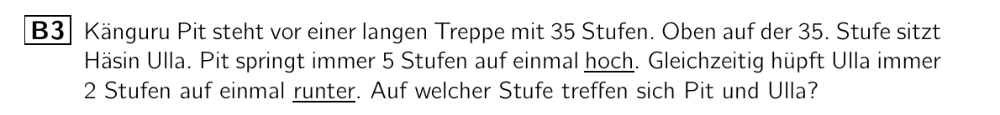 B3 Känguru Pit steht vor einer langen Treppe mit 35 Stufen. Oben auf der 35. Stufe sitzt
Häsin Ulla. Pit springt immer 5 Stufen auf einmal hoch. Gleichzeitig hüpft Ulla immer
2 Stufen auf einmal runter. Auf welcher Stufe treffen sich Pit und Ulla?